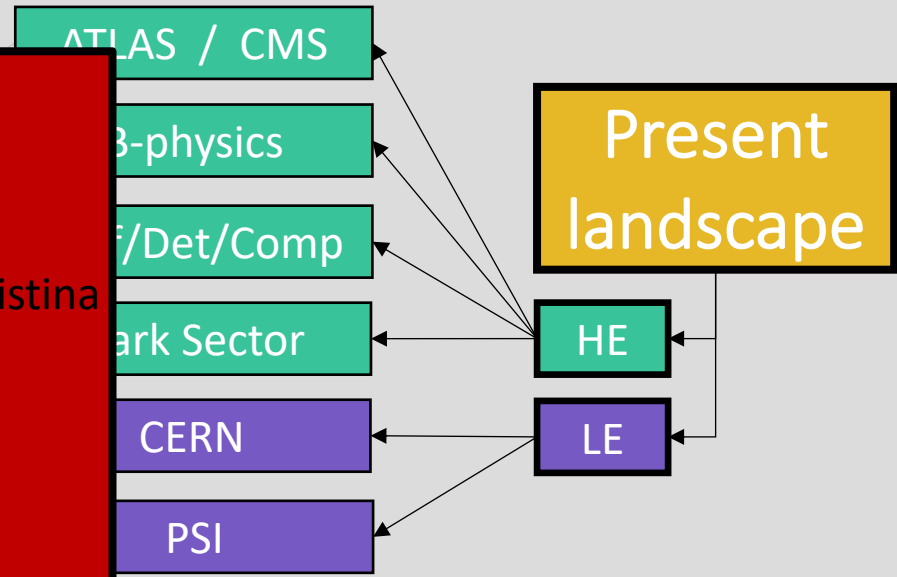 ATLAS / CMS
-physics
/Det/Comp
ark Sector
CERN
PSI
istina
Present
landscape
HE
LE